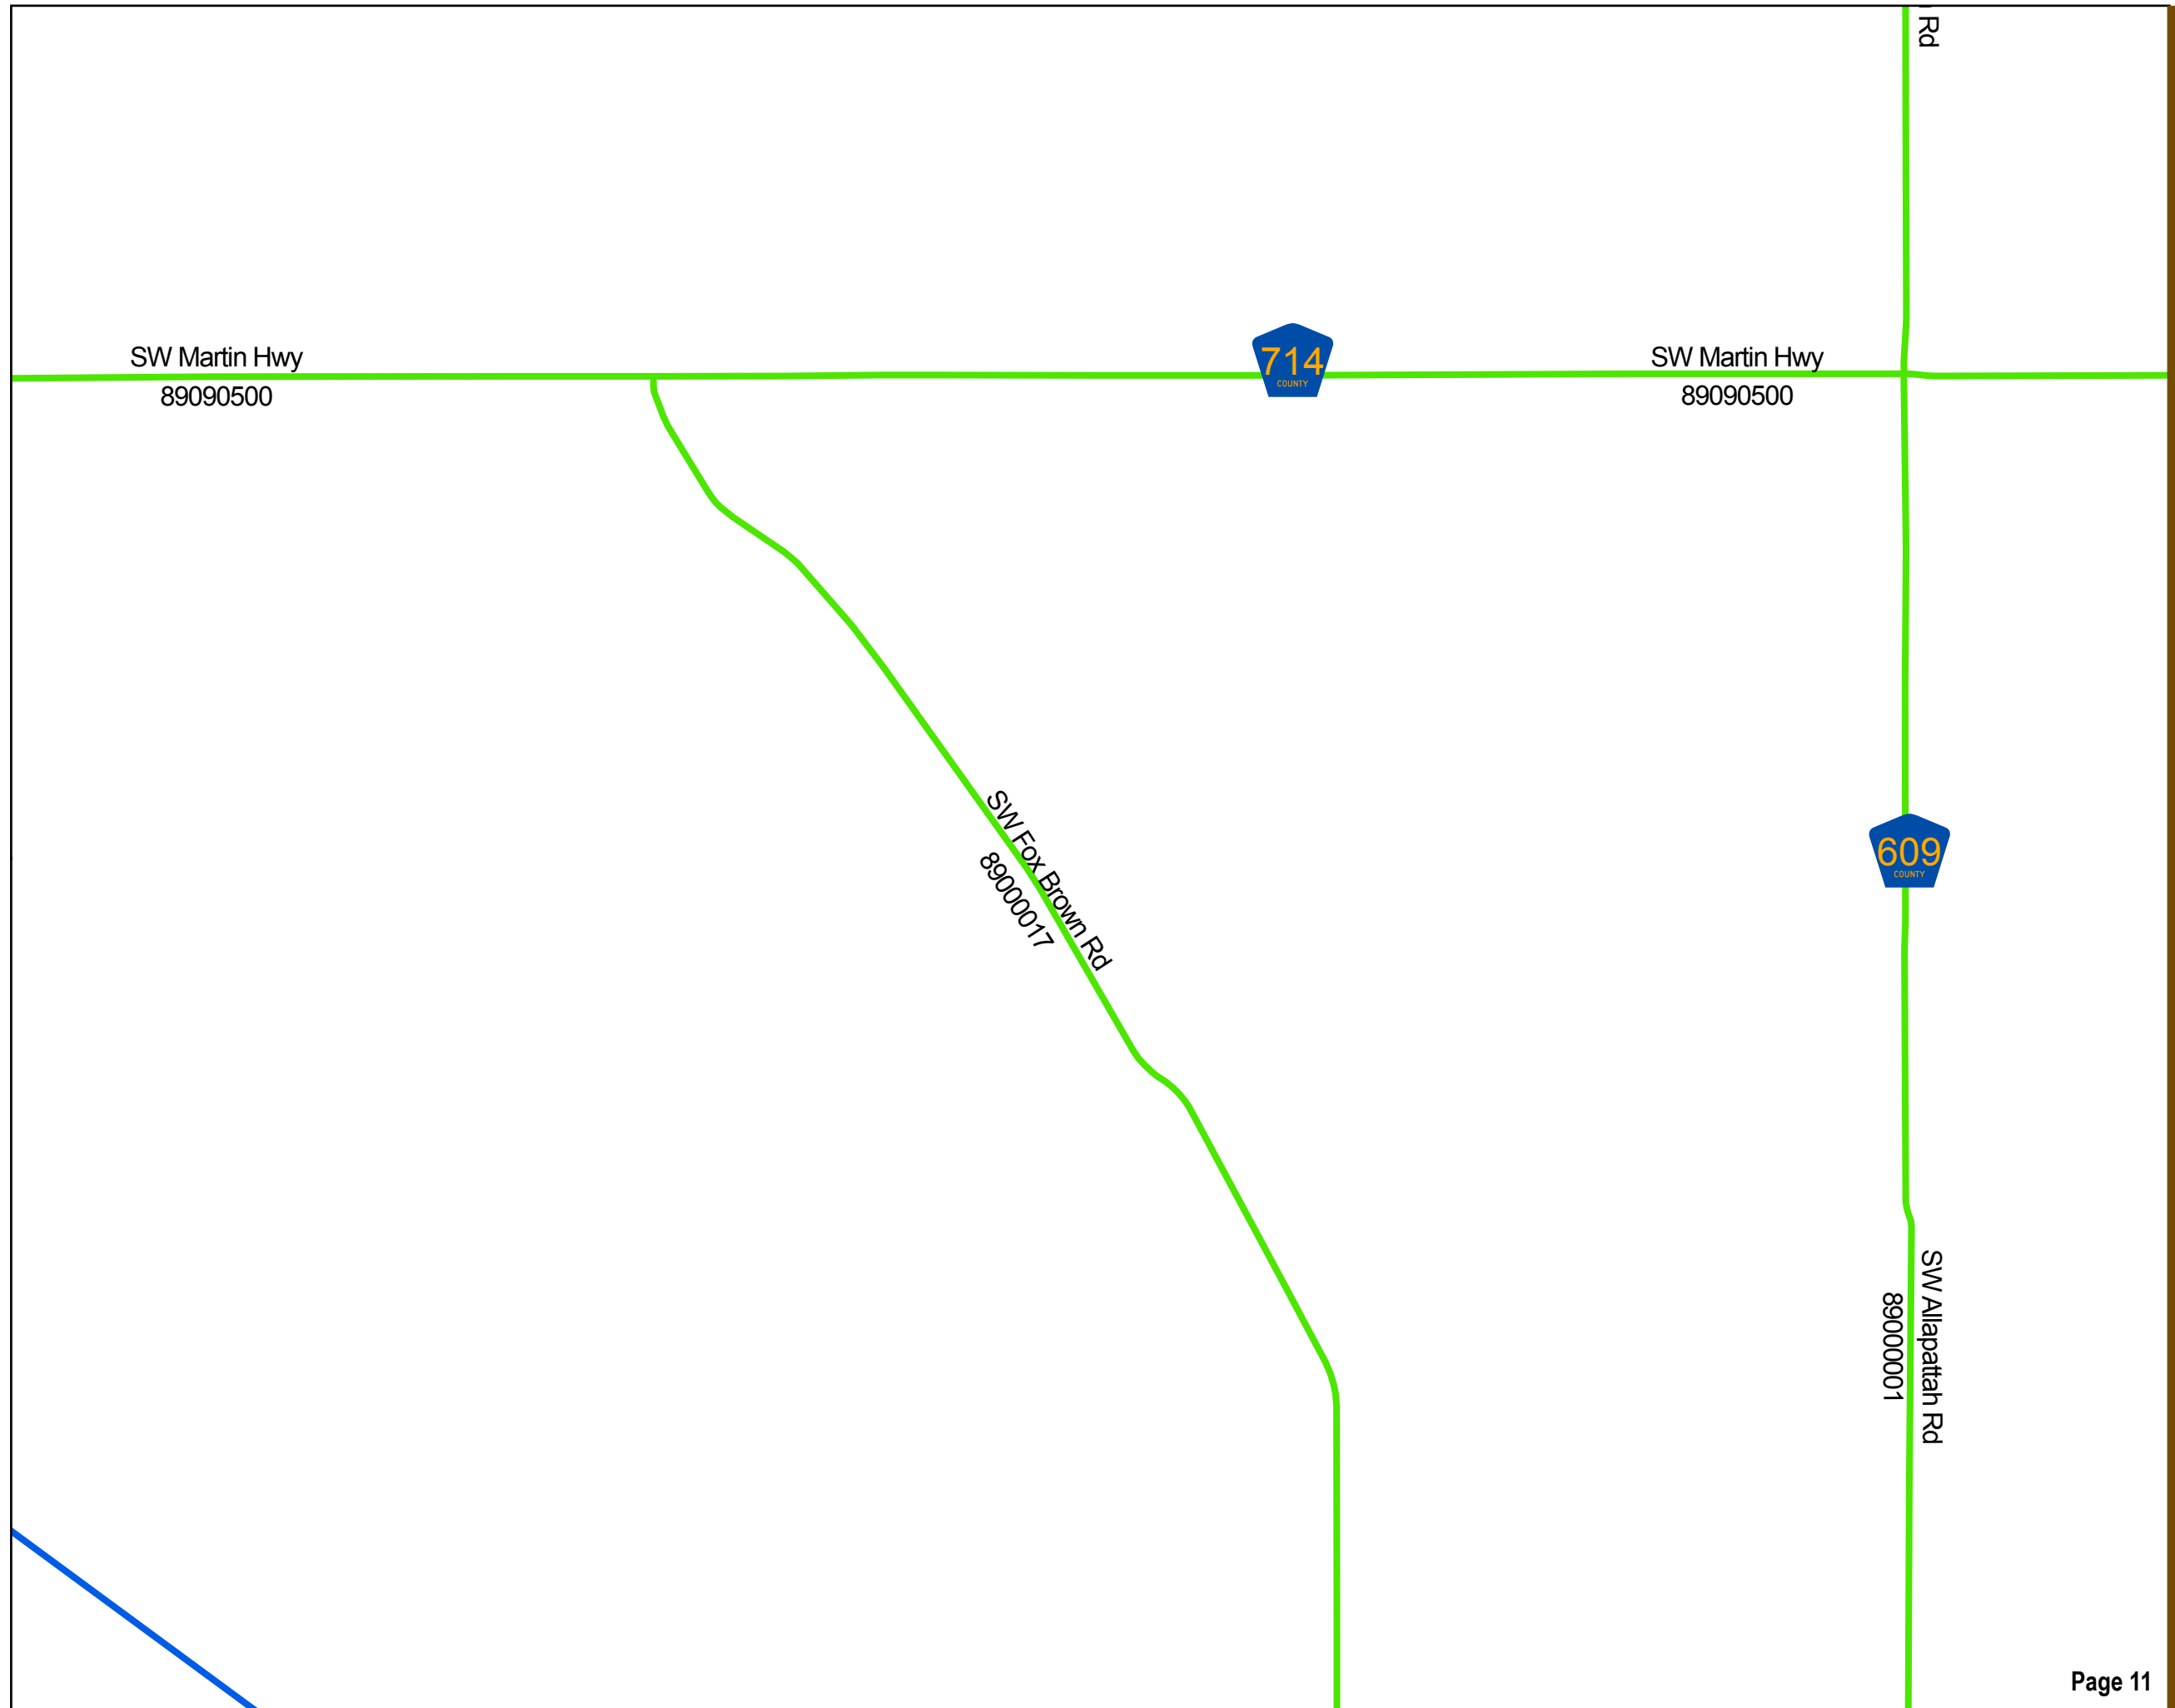 Rd
SW Martin Hwy
89090500
714
COUNTY
SW Martin Hwy
89090500
SW Fox Brown Rd
89000017
609
COUNTY
SW Allapattah Rd
89000001
Page 11